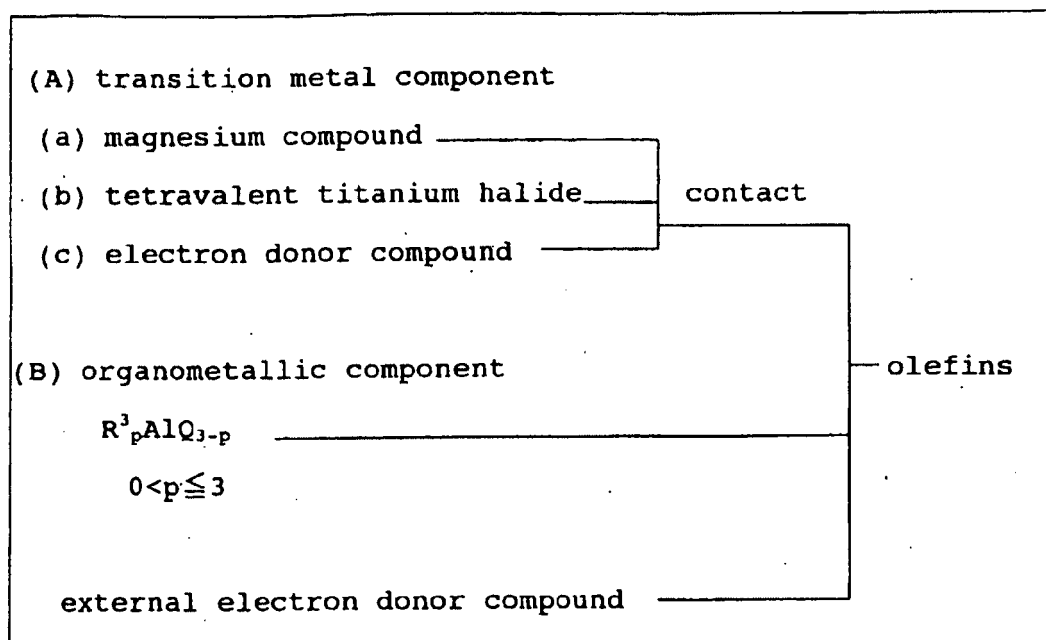 (A) transition metal component
(a) magnesium compound
(b) tetravalent titanium halide
contact
(c) electron donor compound
(B) organometallic component
olefins
R³ₚAlQ₃₋ₚ
0<p≦3
external electron donor compound